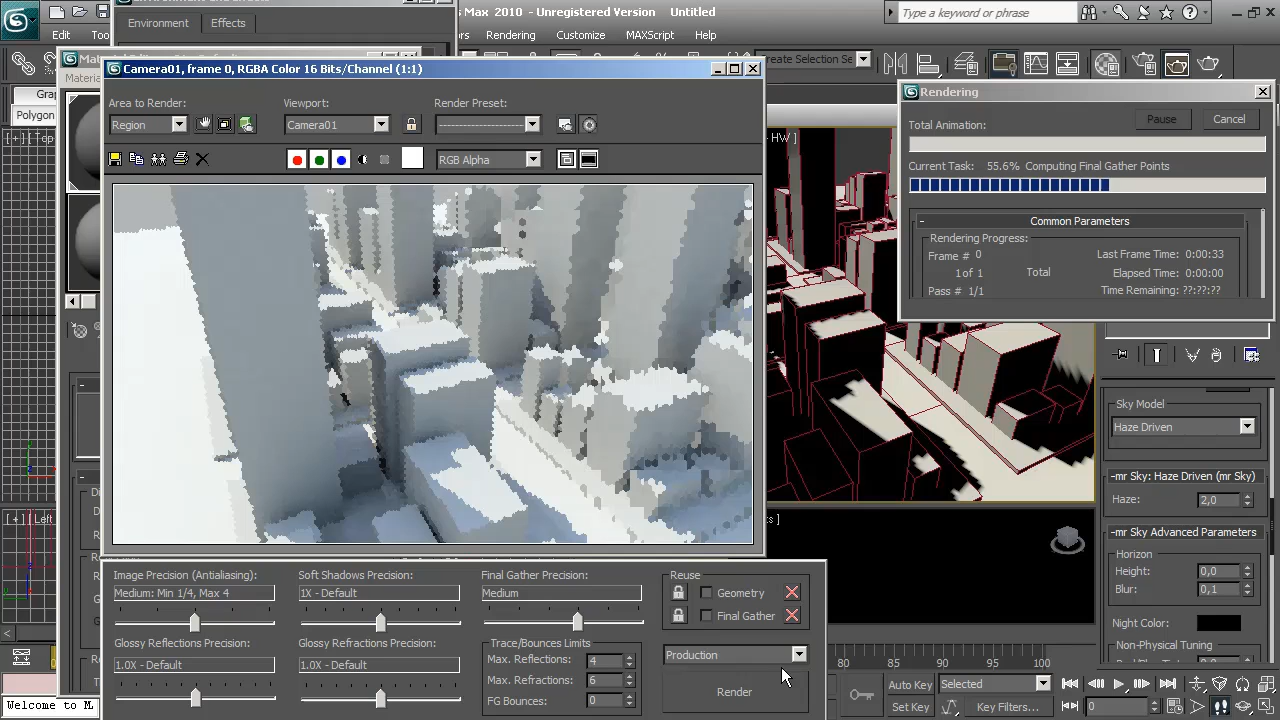 s Max 2010 - Unregistered Version Untitled
Type a keyword or phrase
Environment Effects
Edit Rendering Customize MAXScript Help
Camera01, frame 0, RGBA Color 16 Bits/Channel (1:1)
Create Selection Se
Rendering
Area to Render: Viewport: Render Preset:
Region Camera01
Polygon
RGB Alpha
Total Animation:
Pause Cancel
Current Task: 55.6% Computing Final Gather Points
[+] [ Top
- HW ]
- Common Parameters
Rendering Progress:
Frame # 0 Last Frame Time: 0:00:33
1 of 1 Total Elapsed Time: 0:00:00
Pass # 1/1 Time Remaining: ??:??:??
Sky Model
Haze Driven
-mr Sky: Haze Driven (mr Sky)
Haze: 2,0
[+] [ Left
-mr Sky Advanced Parameters
Horizon
Height: 0,0
Blur: 0,1
Night Color:
Non-Physical Tuning
Image Precision (Antialiasing): Soft Shadows Precision: Final Gather Precision: Reuse
Medium: Min 1/4, Max 4 1X - Default Medium Geometry
Final Gather
Glossy Reflections Precision: Glossy Refractions Precision: Trace/Bounces Limits
1.0X - Default 1.0X - Default Max. Reflections: 4 Production
Max. Refractions: 6
FG Bounces: 0 Render
80 85 90 95 100
Auto Key Selected
Set Key Key Filters... 0
Welcome to M